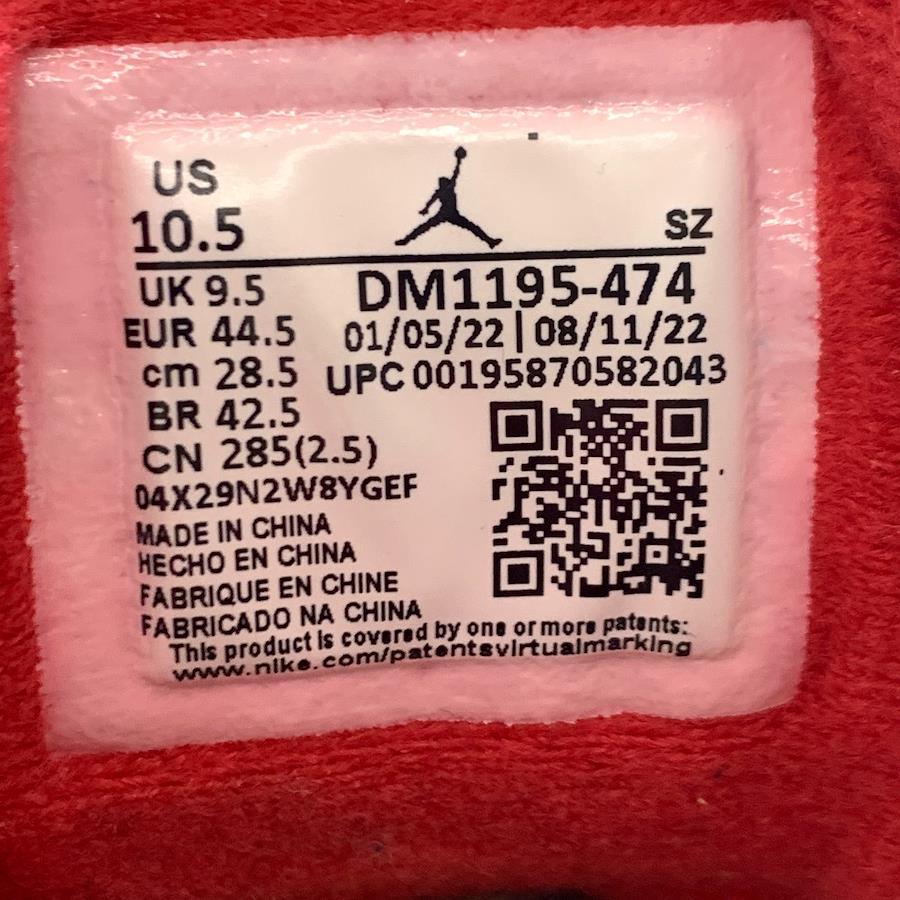 US
10.5
SZ
UK 9.5
DM1195-474
EUR 44.5
01/05/22 | 08/11/22
cm 28.5
UPC 00195870582043
BR 42.5
CN 285(2.5)
04X29N2W8YGEF
MADE IN CHINA
HECHO EN CHINA
FABRIQUE EN CHINE
FABRICADO NA CHINA
This product is covered by one or more patents:
www.nike.com/patentsvirtualmarking